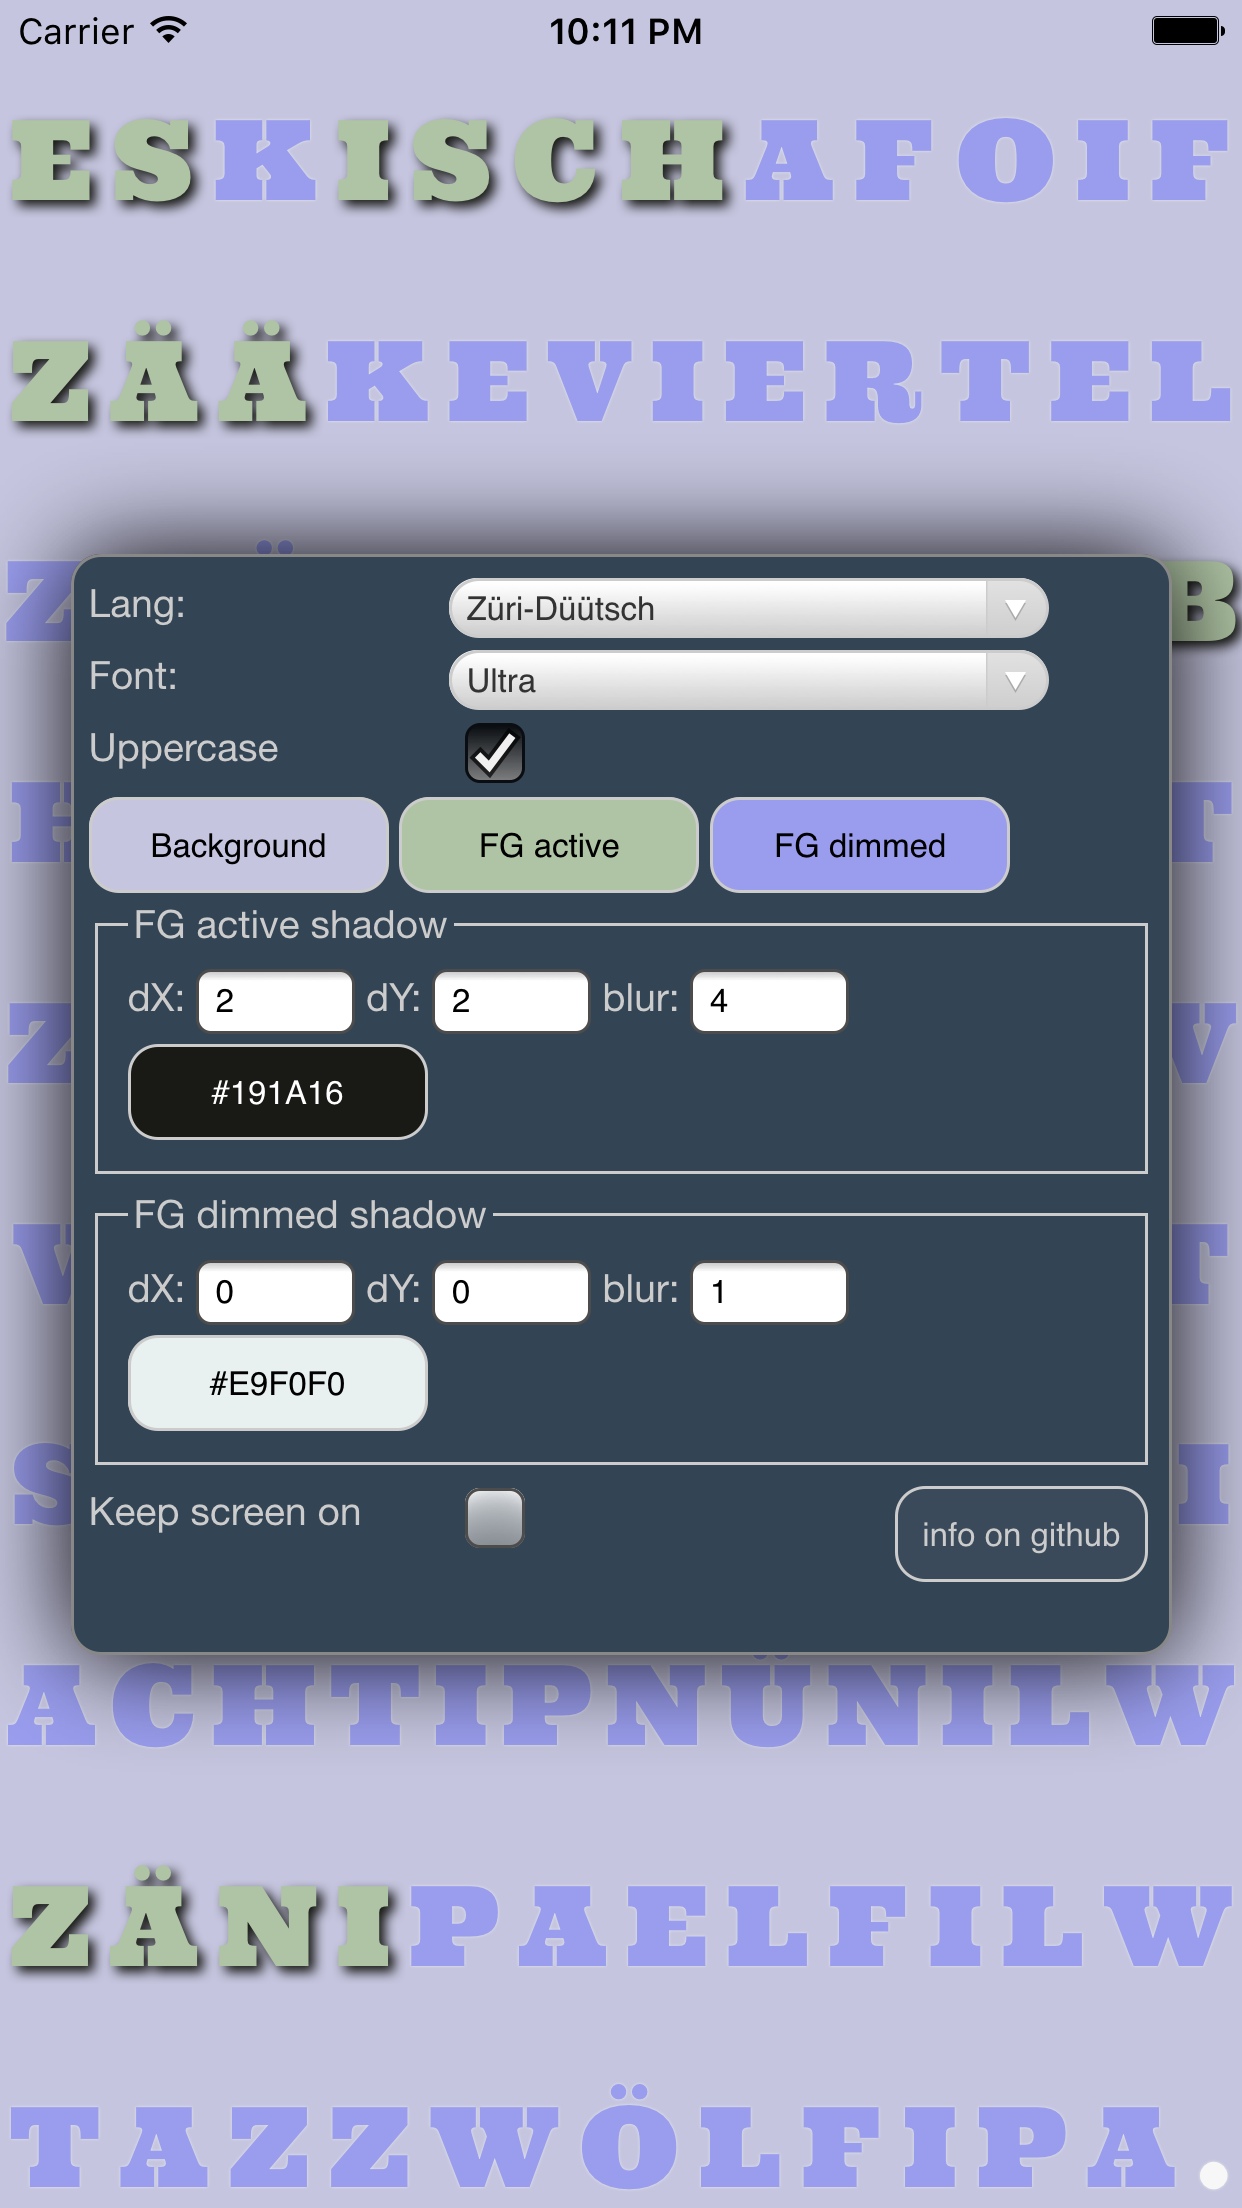 Carrier 10:11 PM
ESKISCHAFOIF
ZÄÄKEVIERTEL
B
Lang: Züri-Düütsch
Font: Ultra
Uppercase
T
Background FG active FG dimmed
FG active shadow
dX: 2 dY: 2 blur: 4
V
#191A16
FG dimmed shadow
T
dX: 0 dY: 0 blur: 1
#E9F0F0
S I
Keep screen on info on github
ACHTIPNÜNILW
ZÄNIPAELFILW
TAZZWÖLFIPA